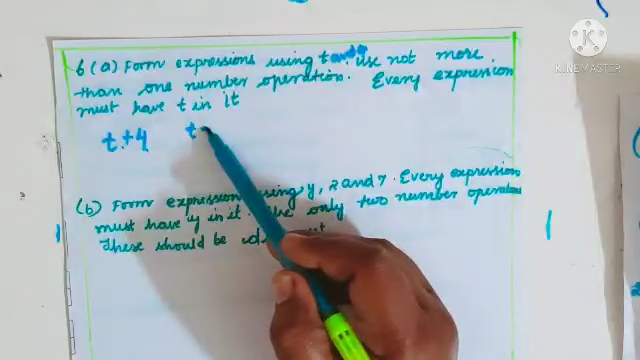 6 (a) Form expressions using t and 4. Use not more
than one number operation. Every expression
must have t in it
t+4 t
(b) Form expressions using y, 2 and 7. Every expression
must have y in it. Use only two number operations
These should be
KINEMASTER